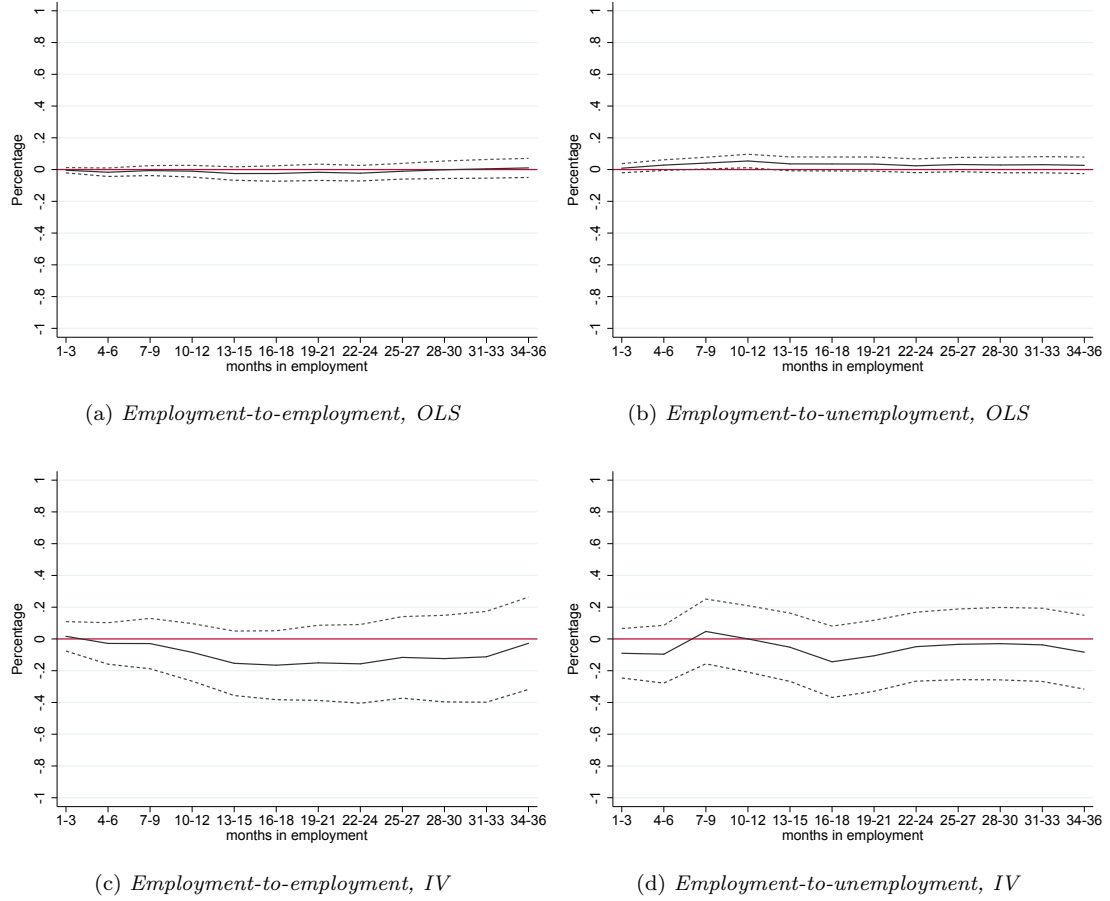 1
.8
.6
.4
.2
0
-.2
-.4
-.6
-.8
-1
Percentage
1-3 4-6 7-9 10-12 13-15 16-18 19-21 22-24 25-27 28-30 31-33 34-36
months in employment
(a) Employment-to-employment, OLS
1
.8
.6
.4
.2
0
-.2
-.4
-.6
-.8
-1
Percentage
1-3 4-6 7-9 10-12 13-15 16-18 19-21 22-24 25-27 28-30 31-33 34-36
months in employment
(b) Employment-to-unemployment, OLS
1
.8
.6
.4
.2
0
-.2
-.4
-.6
-.8
-1
Percentage
1-3 4-6 7-9 10-12 13-15 16-18 19-21 22-24 25-27 28-30 31-33 34-36
months in employment
(c) Employment-to-employment, IV
1
.8
.6
.4
.2
0
-.2
-.4
-.6
-.8
-1
Percentage
1-3 4-6 7-9 10-12 13-15 16-18 19-21 22-24 25-27 28-30 31-33 34-36
months in employment
(d) Employment-to-unemployment, IV